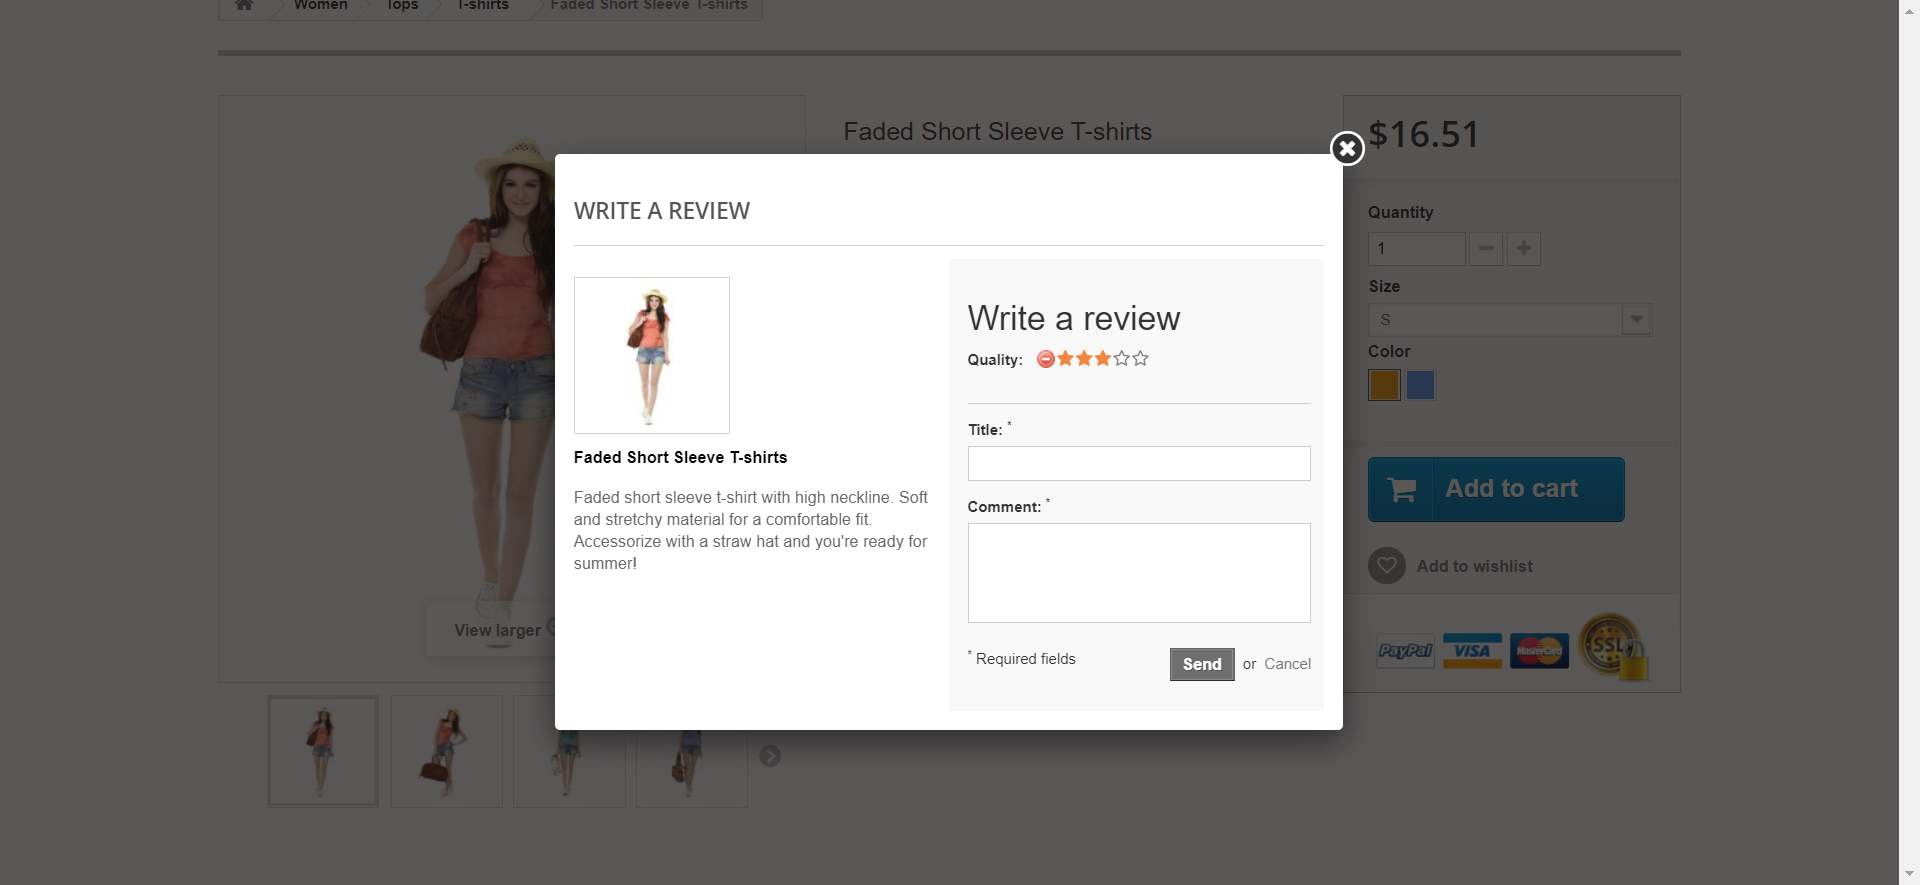 Women
Tops
T-shirts
Faded Short Sleeve T-shirts
Faded Short Sleeve T-shirts
$16.51
WRITE A REVIEW
Faded Short Sleeve T-shirts
Faded short sleeve t-shirt with high neckline. Soft
and stretchy material for a comfortable fit.
Accessorize with a straw hat and you're ready for
summer!
Write a review
Quality:
Title: *
Comment: *
* Required fields
Send or Cancel
View larger
Quantity
1
Size
S
Color
Add to cart
Add to wishlist
PayPal
VISA
MasterCard
SSL